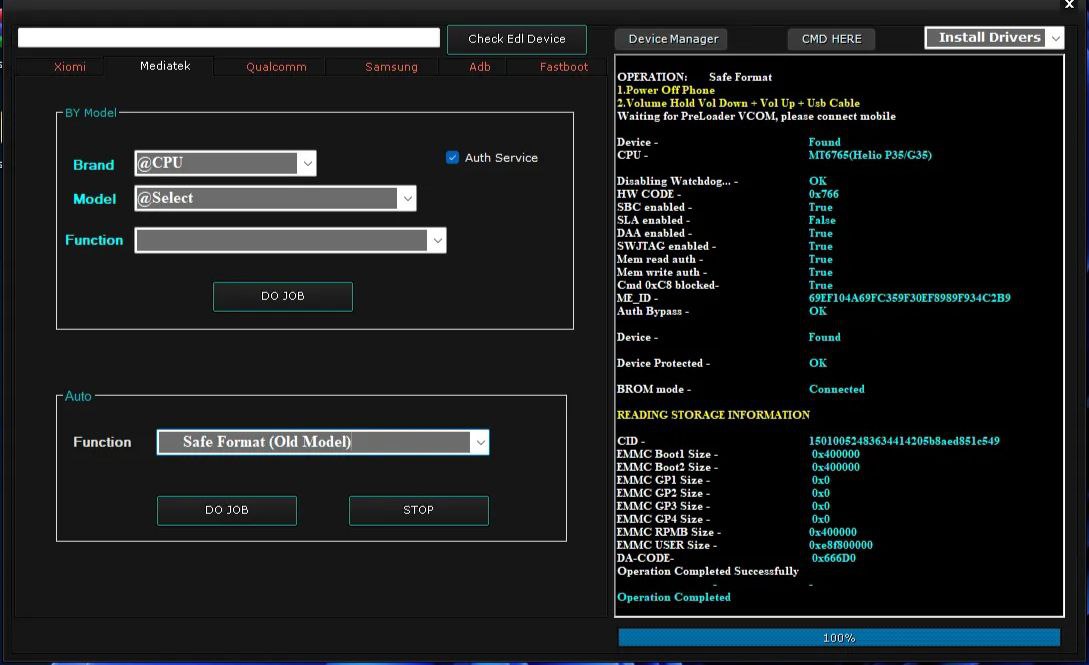 Check Edl Device
Device Manager
CMD HERE
Install Drivers
Xiomi
Mediatek
Qualcomm
Samsung
Adb
Fastboot
BY Model
Brand @CPU
Auth Service
Model @Select
Function
DO JOB
Auto
Function Safe Format (Old Model)
DO JOB
STOP
OPERATION: Safe Format
1.Power Off Phone
2.Volume Hold Vol Down + Vol Up + Usb Cable
Waiting for PreLoader VCOM, please connect mobile
Device - Found
CPU - MT6765(Helio P35/G35)
Disabling Watchdog... - OK
HW CODE - 0x766
SBC enabled - True
SLA enabled - False
DAA enabled - True
SWJTAG enabled - True
Mem read auth - True
Mem write auth - True
Cmd 0xC8 blocked- True
ME_ID - 69EF104A69FC359F30EF8989F934C2B9
Auth Bypass - OK
Device - Found
Device Protected - OK
BROM mode - Connected
READING STORAGE INFORMATION
CID - 1501005248363441​4205b8aed851c549
EMMC Boot1 Size - 0x400000
EMMC Boot2 Size - 0x400000
EMMC GP1 Size - 0x0
EMMC GP2 Size - 0x0
EMMC GP3 Size - 0x0
EMMC GP4 Size - 0x0
EMMC RPMB Size - 0x400000
EMMC USER Size - 0xe8f800000
DA-CODE- 0x666D0
Operation Completed Successfully
- -
Operation Completed
100%